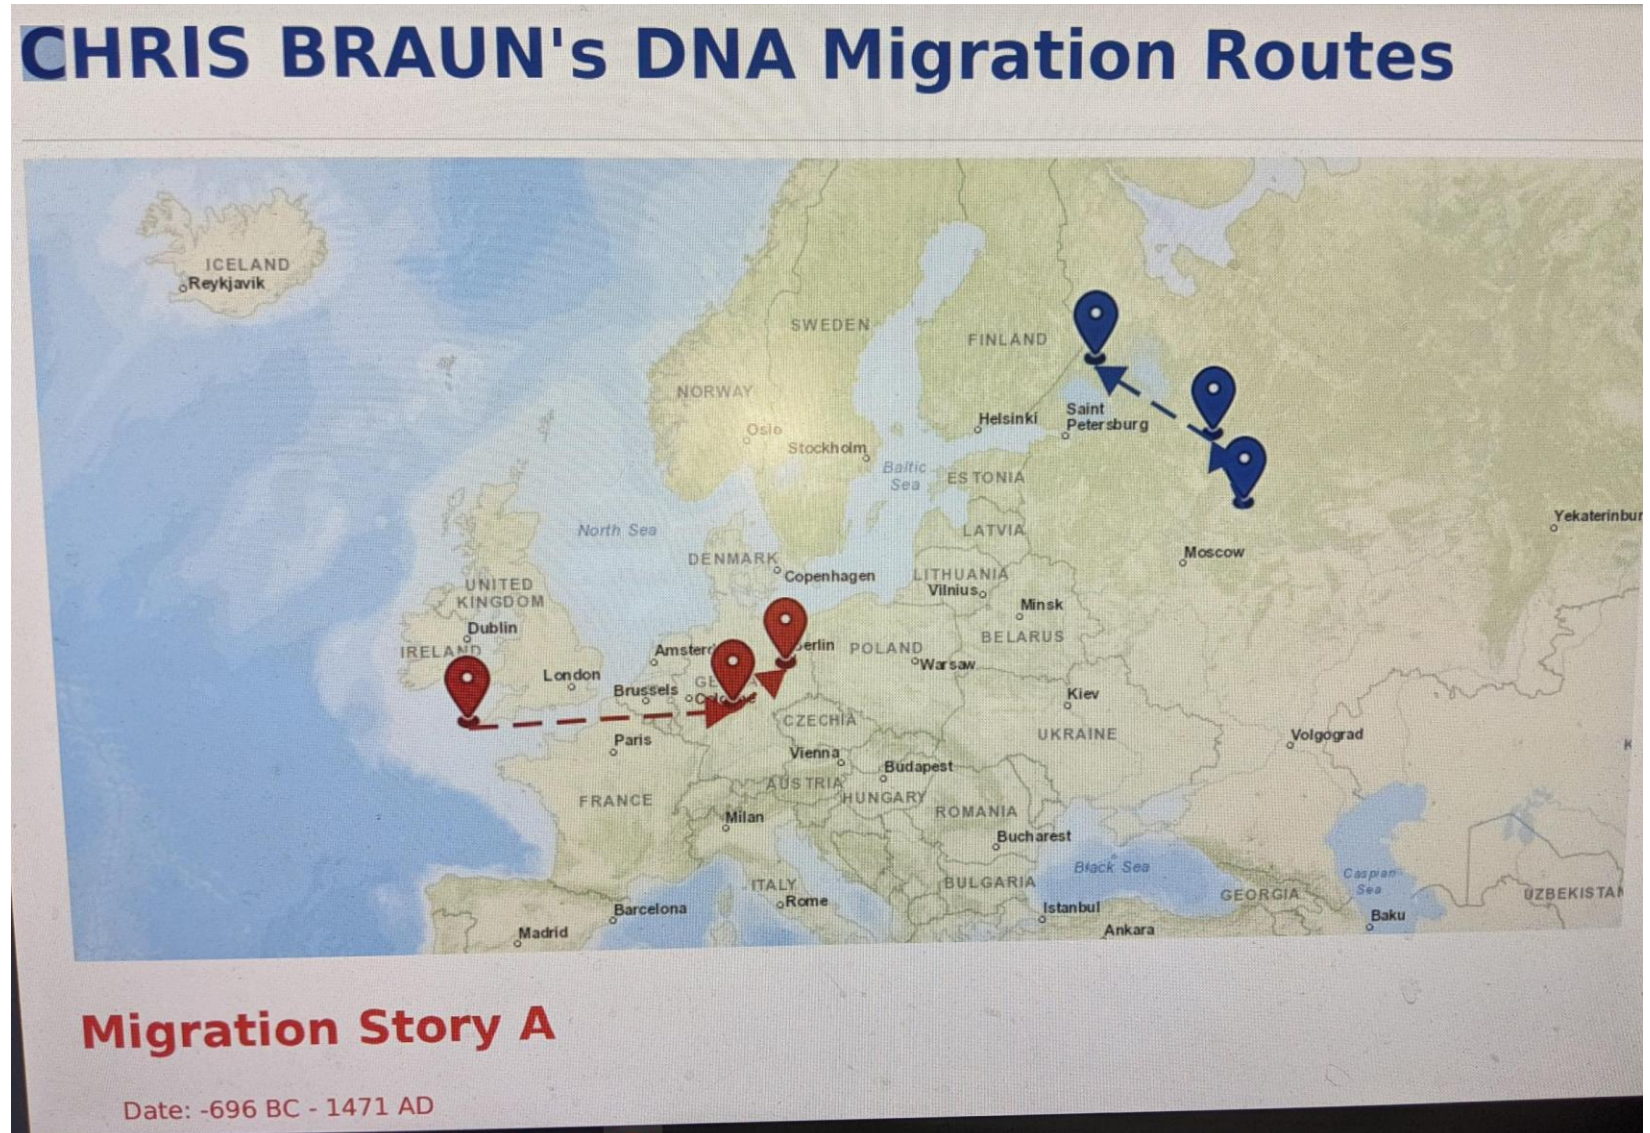 CHRIS BRAUN's DNA Migration Routes
ICELAND
Reykjavik
SWEDEN
FINLAND
NORWAY
Oslo
Stockholm
Helsinki
Saint
Petersburg
Baltic
Sea
ESTONIA
North Sea
LATVIA
Yekaterinbur
DENMARK
Copenhagen
LITHUANIA
Vilnius
Moscow
UNITED
KINGDOM
Minsk
Dublin
BELARUS
IRELAND
Amster
erlin
POLAND
Warsaw
London
Brussels
GE
Kiev
CZECHIA
UKRAINE
Volgograd
Paris
Vienna
Budapest
AUSTRIA
HUNGARY
FRANCE
ROMANIA
Milan
Bucharest
Black Sea
Caspian
Sea
ITALY
BULGARIA
GEORGIA
UZBEKISTAN
Rome
Barcelona
Istanbul
Baku
Madrid
Ankara
Migration Story A
Date: -696 BC - 1471 AD